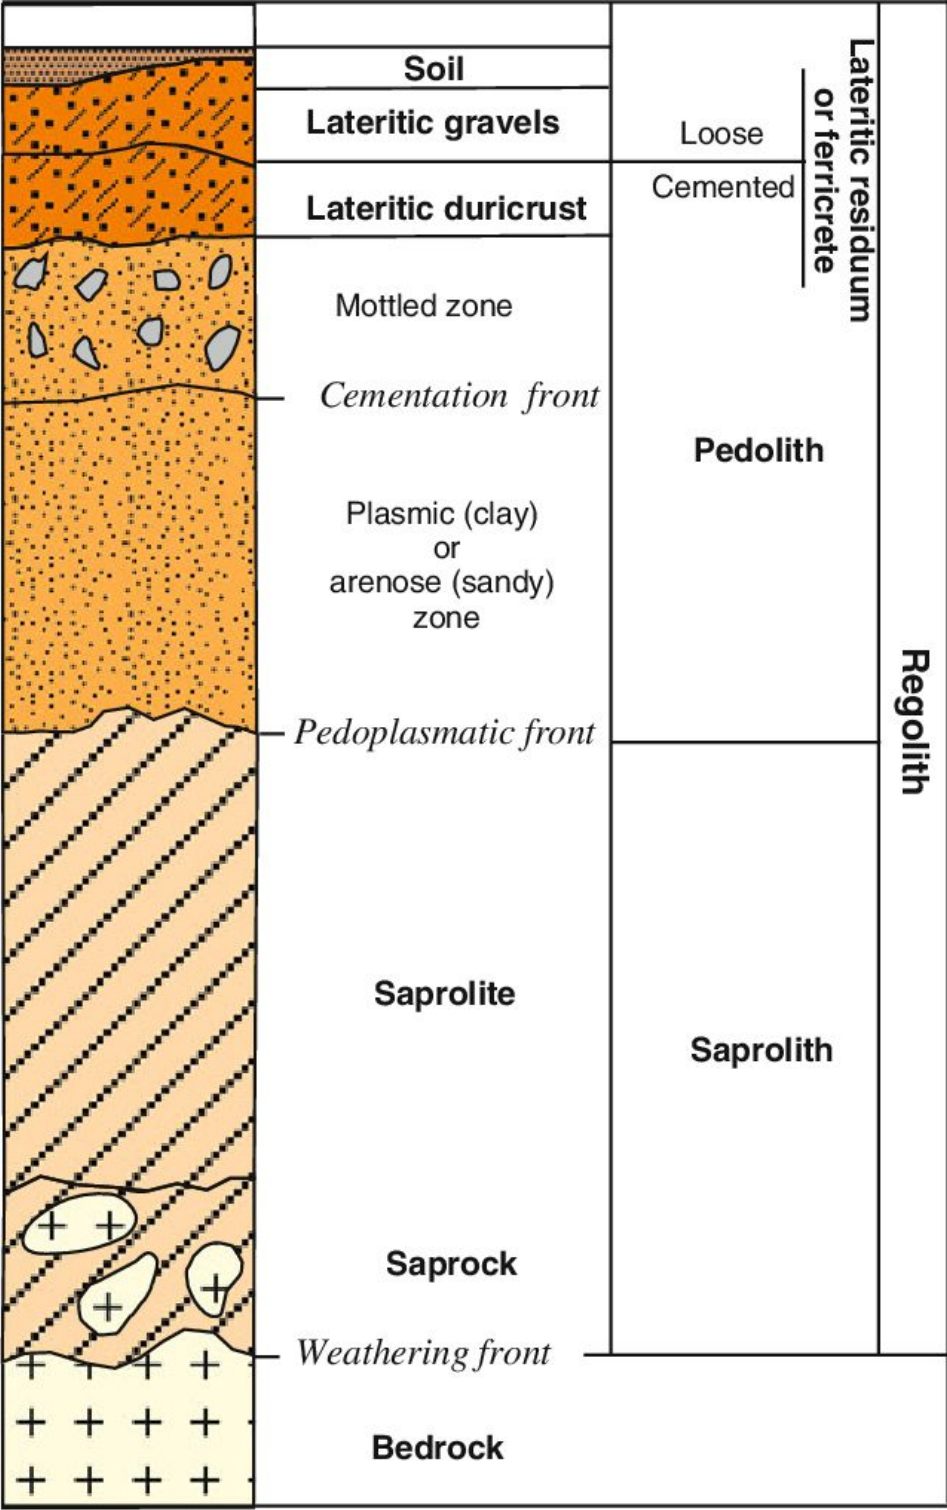 Soil
Lateritic gravels
Lateritic duricrust
Mottled zone
Cementation front
Plasmic (clay)
or
arenose (sandy)
zone
Pedoplasmatic front
Saprolite
Saprock
Weathering front
Bedrock
Loose
Cemented
Pedolith
Saprolith
Lateritic residuum
or ferricrete
Regolith